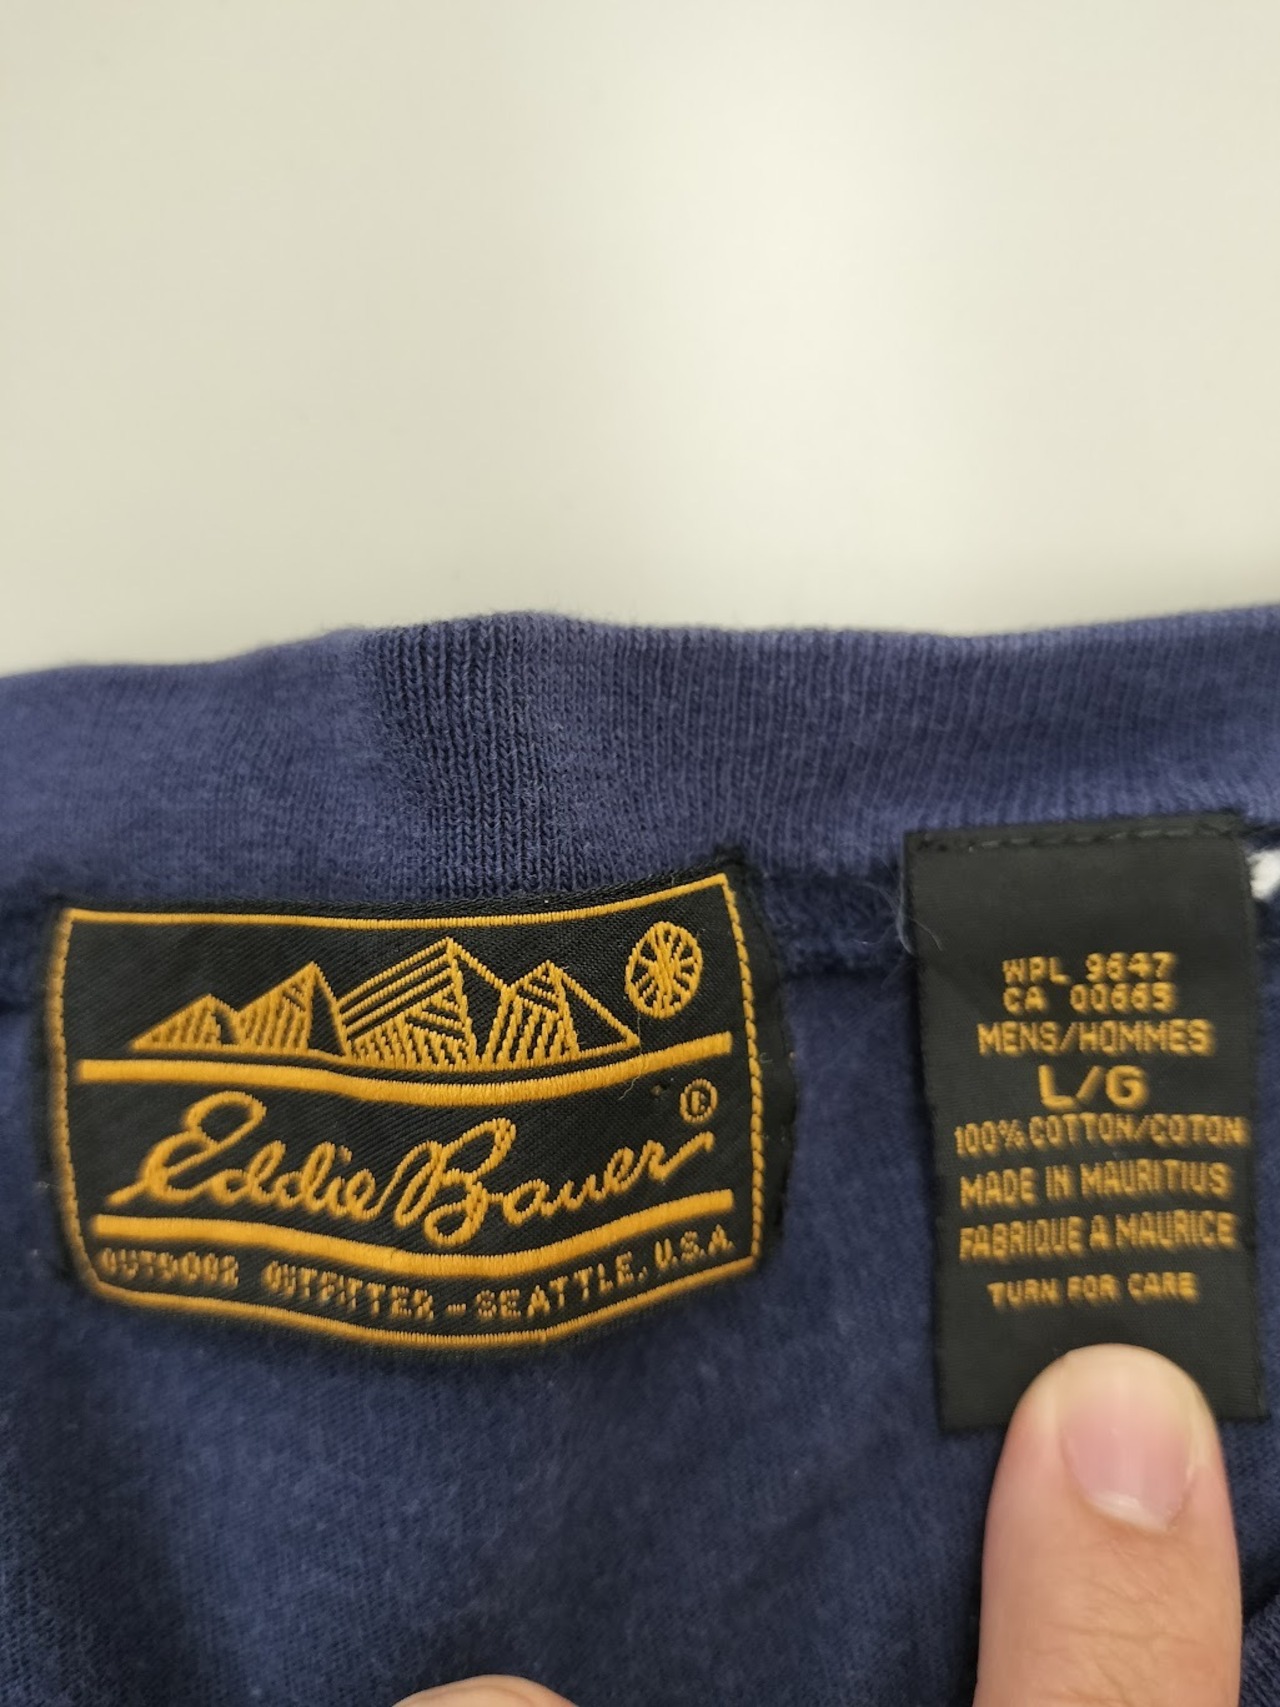 Eddie Bauer ®
OUTDOOR OUTFITTER - SEATTLE, U.S.A.
WPL 9647
CA 00665
MENS/HOMMES
L/G
100% COTTON/COTON
MADE IN MAURITIUS
FABRIQUE A MAURICE
TURN FOR CARE